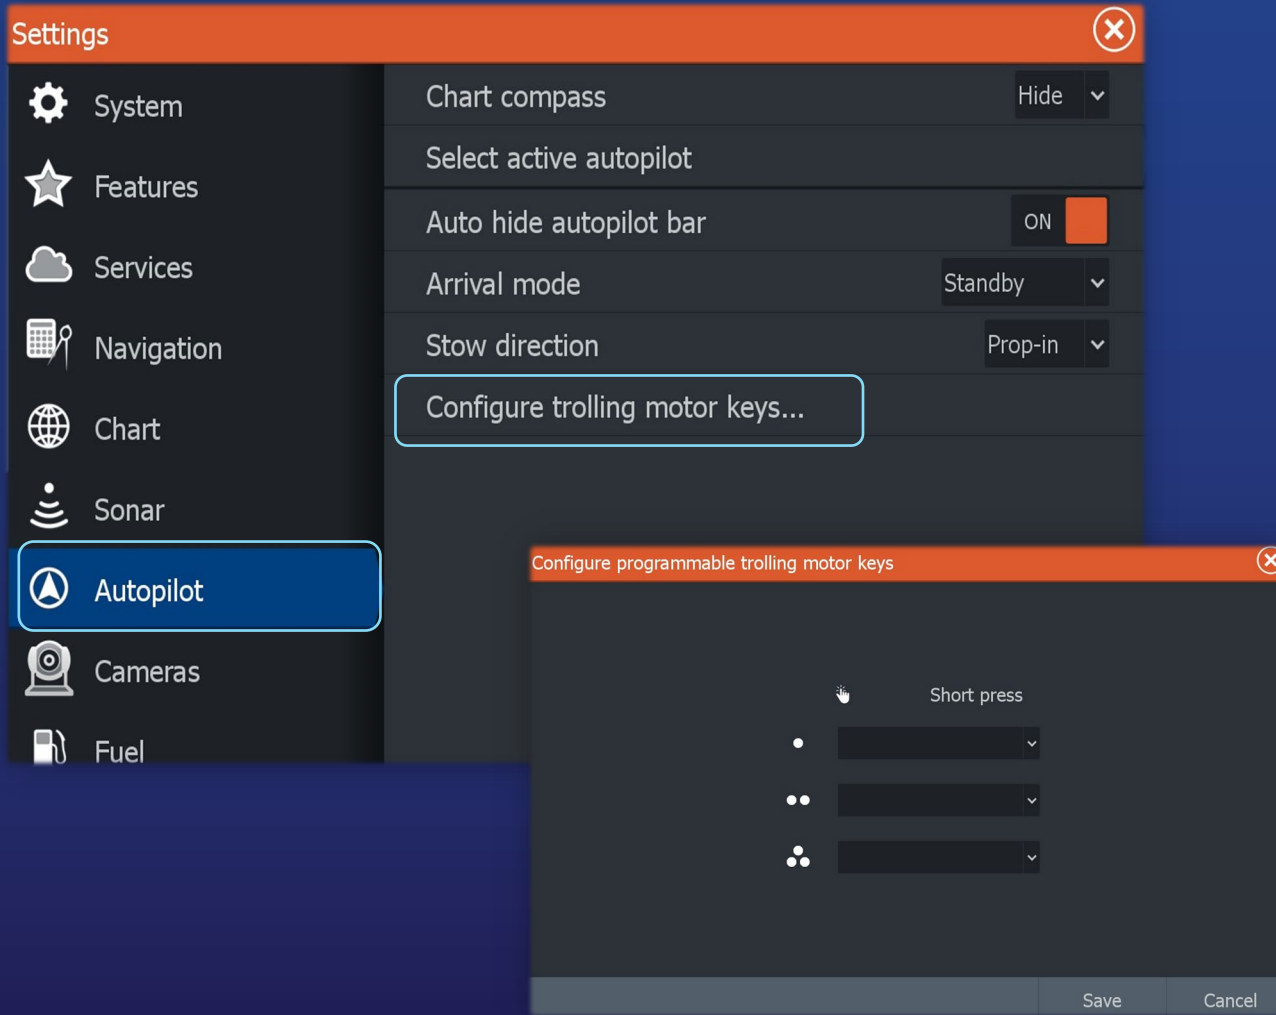 Settings
System
Features
Services
Navigation
Chart
Sonar
Autopilot
Cameras
Fuel
Chart compass Hide
Select active autopilot
Auto hide autopilot bar ON
Arrival mode Standby
Stow direction Prop-in
Configure trolling motor keys...
Configure programmable trolling motor keys
Short press
Save Cancel